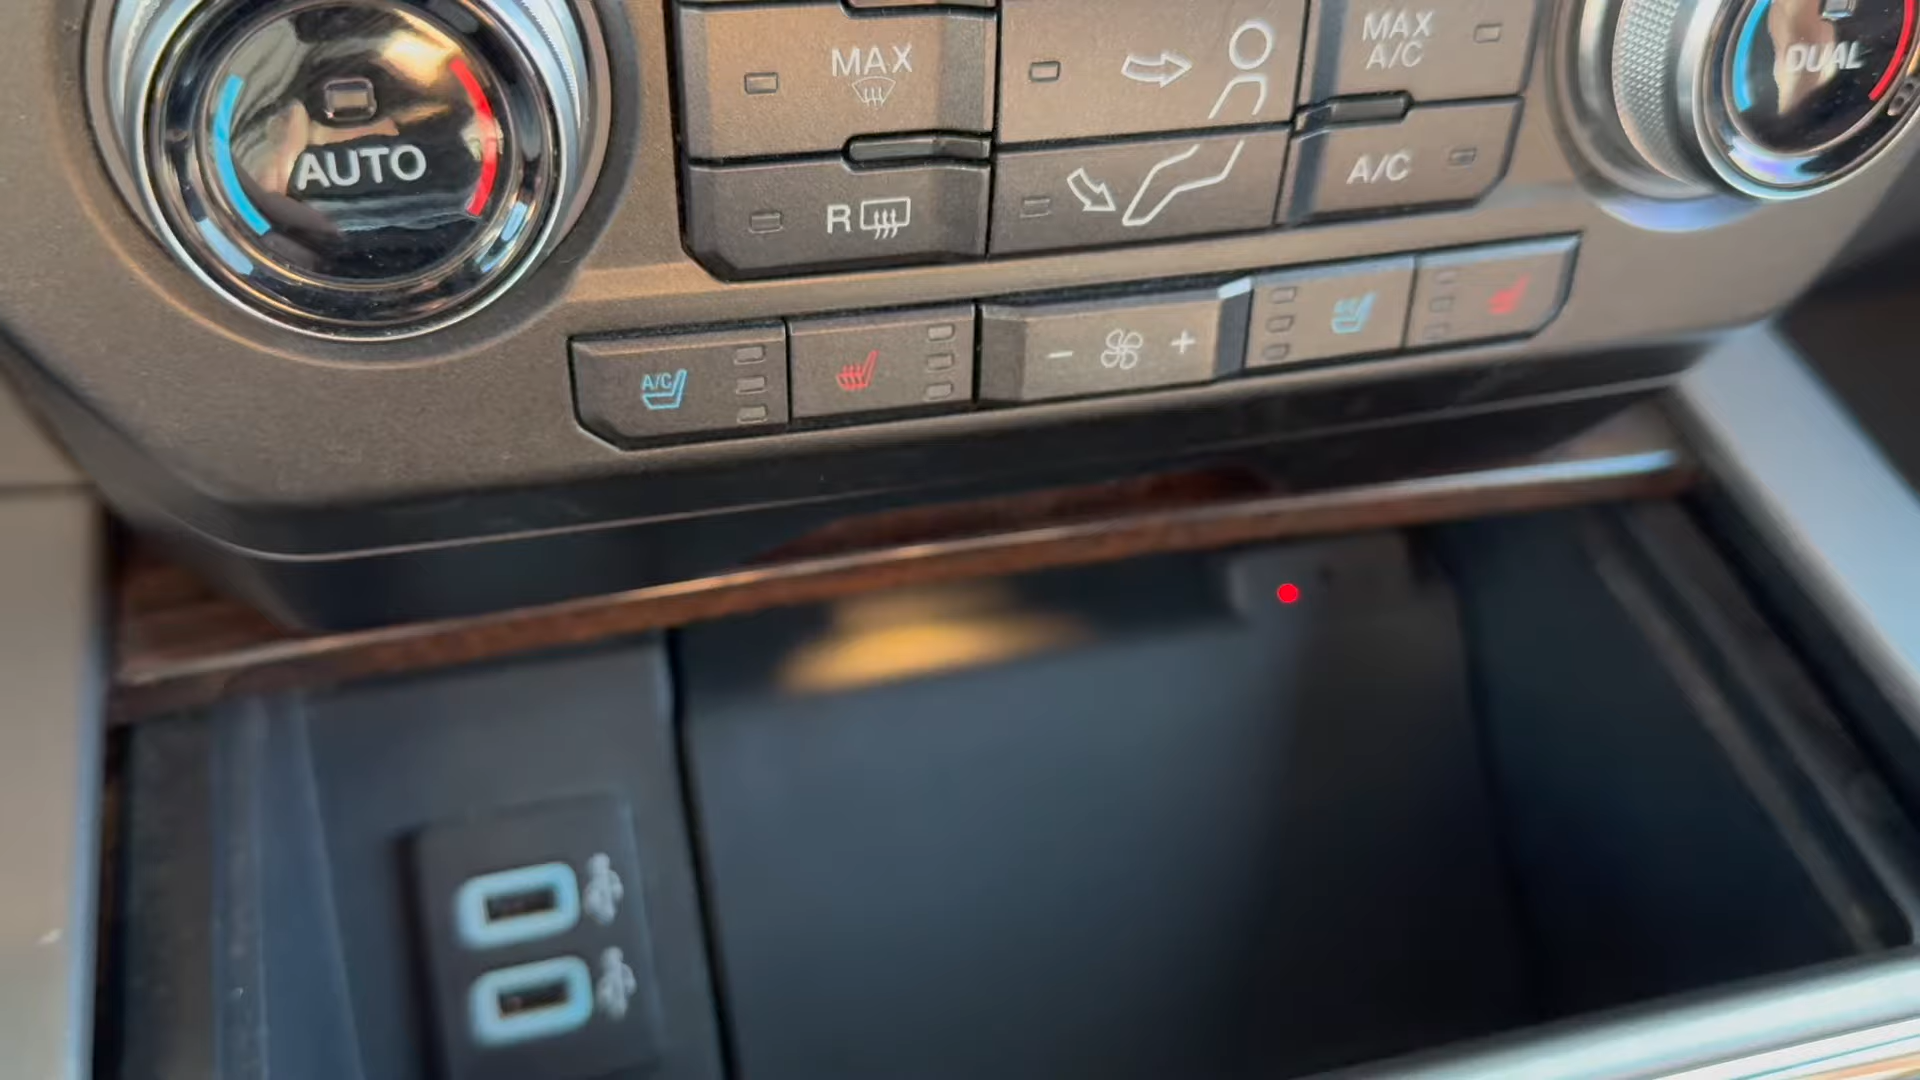 AUTO
MAX
R
MAX
A/C
A/C
DUAL
A/C
- +